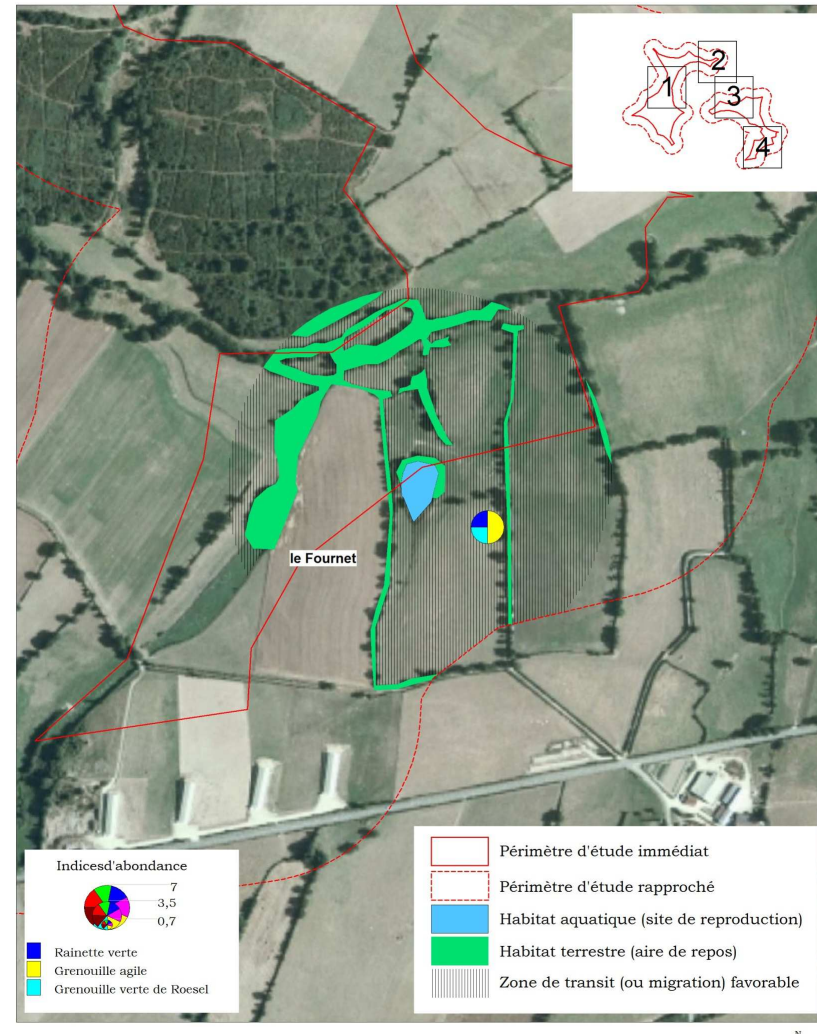 2
1
3
4
le Fournet
Indicesd'abondance
7
3,5
0,7
Rainette verte
Grenouille agile
Grenouille verte de Roesel
Périmètre d'étude immédiat
Périmètre d'étude rapproché
Habitat aquatique (site de reproduction)
Habitat terrestre (aire de repos)
Zone de transit (ou migration) favorable
N